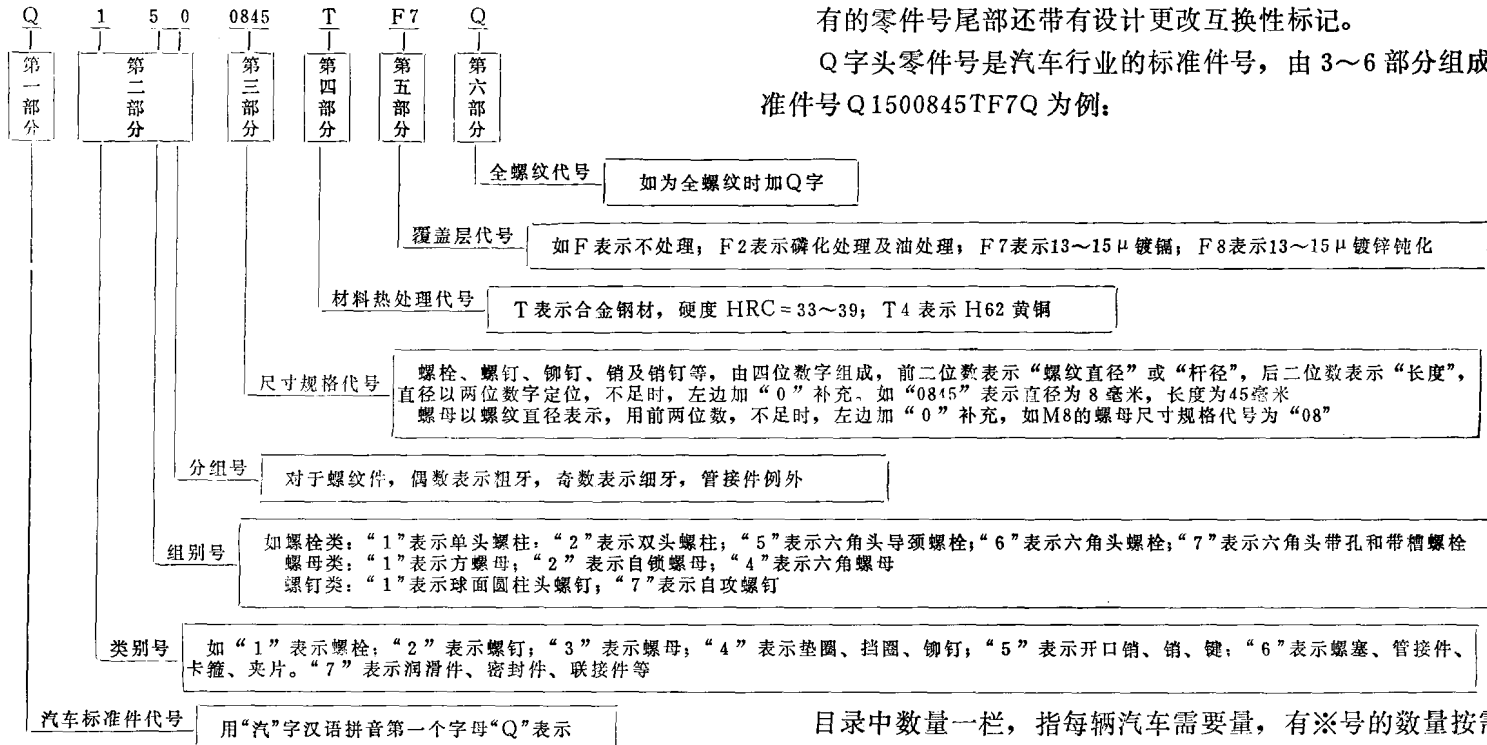 Q 1 5 0 0845 T F7 Q
第一部分 第二部分 第三部分 第四部分 第五部分 第六部分
有的零件号尾部还带有设计更改互换性标记。
Q字头零件号是汽车行业的标准件号，由3～6部分组成
准件号Q1500845TF7Q为例：
全螺纹代号 如为全螺纹时加Q字
覆盖层代号 如F表示不处理；F2表示磷化处理及油处理；F7表示13～15μ镀镉；F8表示13～15μ镀锌钝化
材料热处理代号 T表示合金钢材，硬度 HRC=33～39；T4表示H62黄铜
尺寸规格代号
螺栓、螺钉、铆钉、销及销钉等，由四位数字组成，前二位数表示“螺纹直径”或“杆径”，后二位数表示“长度”，
直径以两位数字定位，不足时，左边加“0”补充。如“0845”表示直径为8毫米，长度为45毫米
螺母以螺纹直径表示，用前两位数，不足时，左边加“0”补充，如M8的螺母尺寸规格代号为“08”
分组号 对于螺纹件，偶数表示粗牙，奇数表示细牙，管接件例外
组别号
如螺栓类：“1”表示单头螺柱；“2”表示双头螺柱；“5”表示六角头导颈螺栓；“6”表示六角头螺栓；“7”表示六角头带孔和带槽螺栓
螺母类：“1”表示方螺母；“2”表示自锁螺母；“4”表示六角螺母
螺钉类：“1”表示球面圆柱头螺钉；“7”表示自攻螺钉
类别号
如“1”表示螺栓；“2”表示螺钉；“3”表示螺母；“4”表示垫圈、挡圈、铆钉；“5”表示开口销、销、键；“6”表示螺塞、管接件、
卡箍、夹片。“7”表示润滑件、密封件、联接件等
汽车标准件代号 用“汽”字汉语拼音第一个字母“Q”表示
目录中数量一栏，指每辆汽车需要量，有※号的数量按需